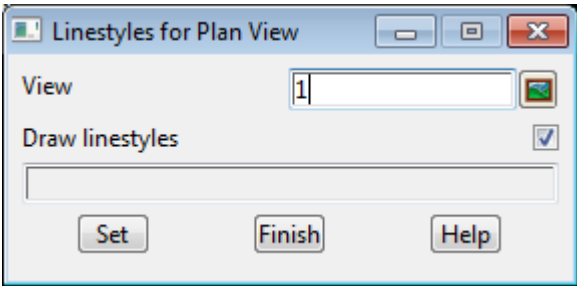 Linestyles for Plan View
View 1
Draw linestyles
Set Finish Help